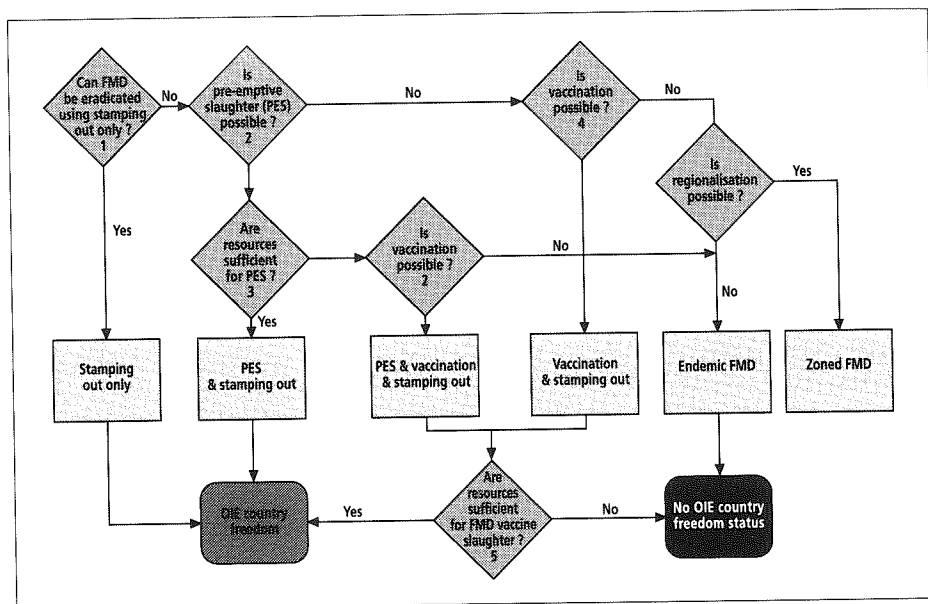 Can FMD
be eradicated
using stamping
out only ?
1
No
Is
pre-emptive
slaughter (PES)
possible ?
2
No
Is
vaccination
possible ?
4
No
Is
regionalisation
possible ?
Yes
Yes
Are
resources
sufficient
for PES ?
3
Is
vaccination
possible ?
2
No
No
Yes
Stamping
out only
PES
& stamping out
PES & vaccination
& stamping out
Vaccination
& stamping out
Endemic FMD
Zoned FMD
OIE country
freedom
Yes
Are
resources
sufficient
for FMD vaccine
slaughter ?
5
No
No OIE country
freedom status